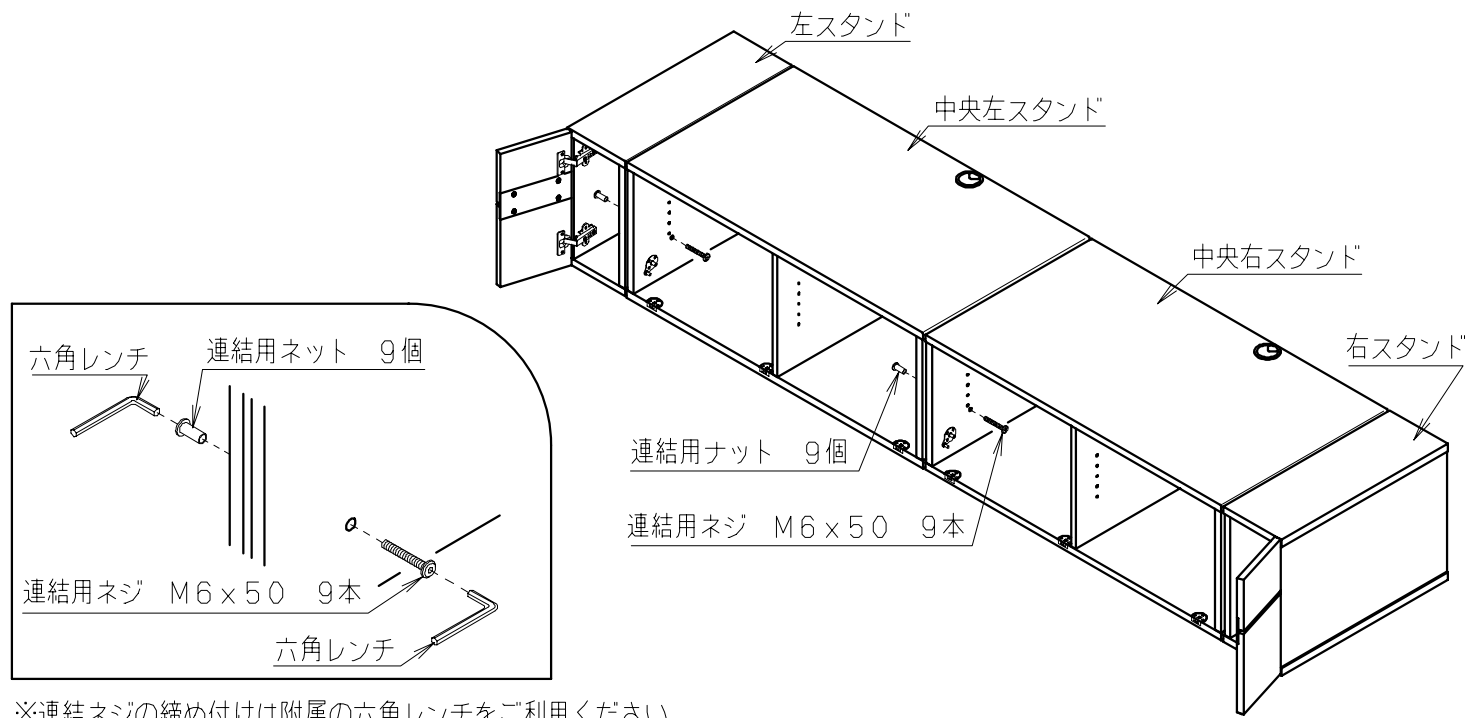 左スタンド
中央左スタンド
中央右スタンド
右スタンド
六角レンチ
連結用ネット 9個
連結用ナット 9個
連結用ネジ M6x50 9本
連結用ネジ M6x50 9本
六角レンチ
※連結ネジの締め付けは附属の六角レンチをご利用ください